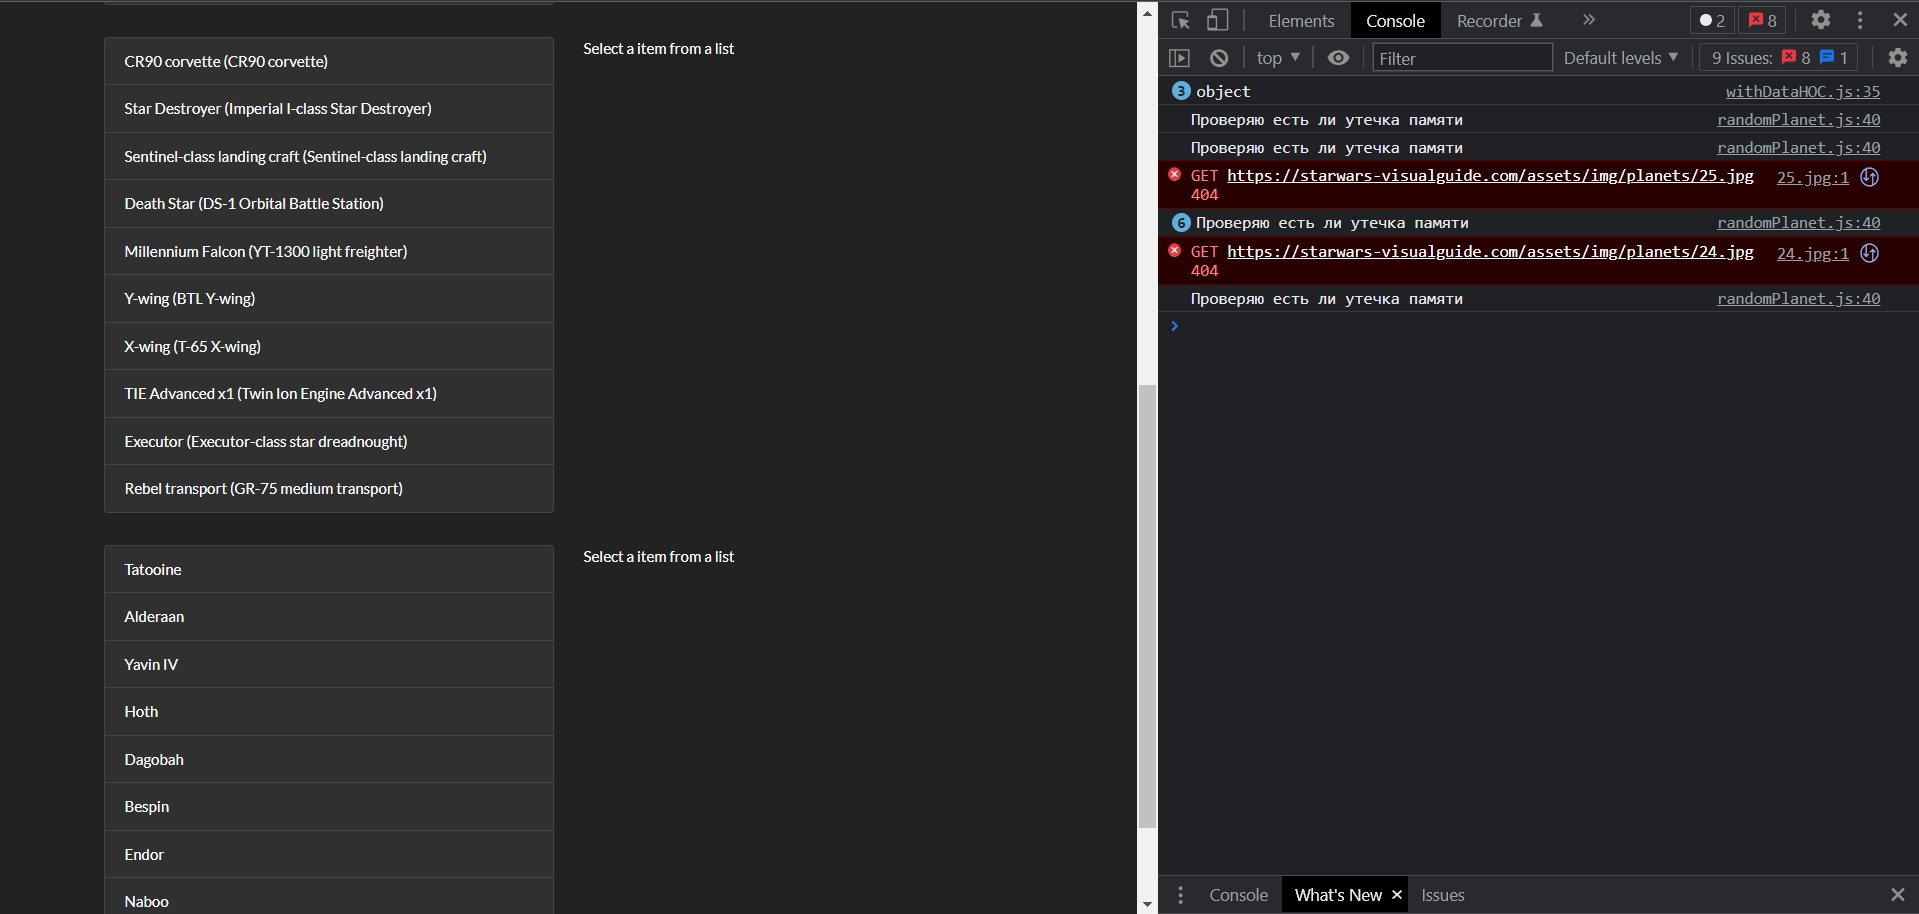 CR90 corvette (CR90 corvette)
Star Destroyer (Imperial I-class Star Destroyer)
Sentinel-class landing craft (Sentinel-class landing craft)
Death Star (DS-1 Orbital Battle Station)
Millennium Falcon (YT-1300 light freighter)
Y-wing (BTL Y-wing)
X-wing (T-65 X-wing)
TIE Advanced x1 (Twin Ion Engine Advanced x1)
Executor (Executor-class star dreadnought)
Rebel transport (GR-75 medium transport)
Select a item from a list
Tatooine
Alderaan
Yavin IV
Hoth
Dagobah
Bespin
Endor
Naboo
Select a item from a list
Elements Console Recorder 2 8
top Filter Default levels 9 Issues: 8 1
3 object withDataHOC.js:35
Проверяю есть ли утечка памяти randomPlanet.js:40
Проверяю есть ли утечка памяти randomPlanet.js:40
GET https://starwars-visualguide.com/assets/img/planets/25.jpg 25.jpg:1
404
6 Проверяю есть ли утечка памяти randomPlanet.js:40
GET https://starwars-visualguide.com/assets/img/planets/24.jpg 24.jpg:1
404
Проверяю есть ли утечка памяти randomPlanet.js:40
Console What's New Issues